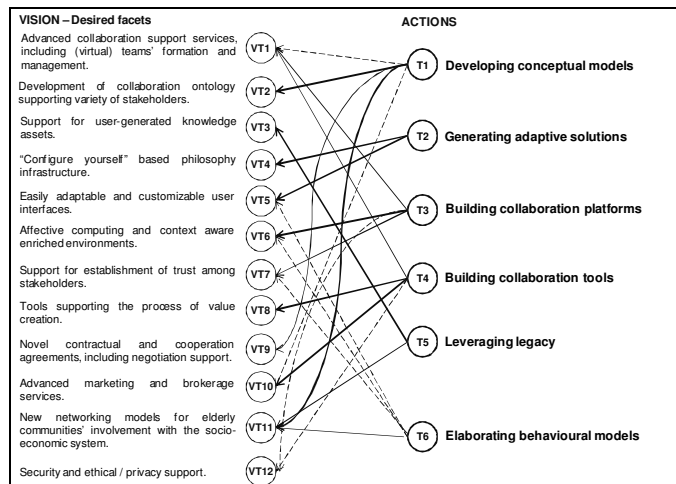 VISION – Desired facets
ACTIONS
Advanced collaboration support services,
including (virtual) teams' formation and
management.
VT1
T1
Developing conceptual models
Development of collaboration ontology
supporting variety of stakeholders.
VT2
Support for user-generated knowledge
assets.
VT3
T2
Generating adaptive solutions
"Configure yourself" based philosophy
infrastructure.
VT4
Easily adaptable and customizable user
interfaces.
VT5
T3
Building collaboration platforms
Affective computing and context aware
enriched environments.
VT6
Support for establishment of trust among
stakeholders.
VT7
T4
Building collaboration tools
Tools supporting the process of value
creation.
VT8
Novel contractual and cooperation
agreements, including negotiation support.
VT9
T5
Leveraging legacy
Advanced marketing and brokerage
services.
VT10
New networking models for elderly
communities' involvement with the socio-
economic system.
VT11
T6
Elaborating behavioural models
Security and ethical / privacy support.
VT12